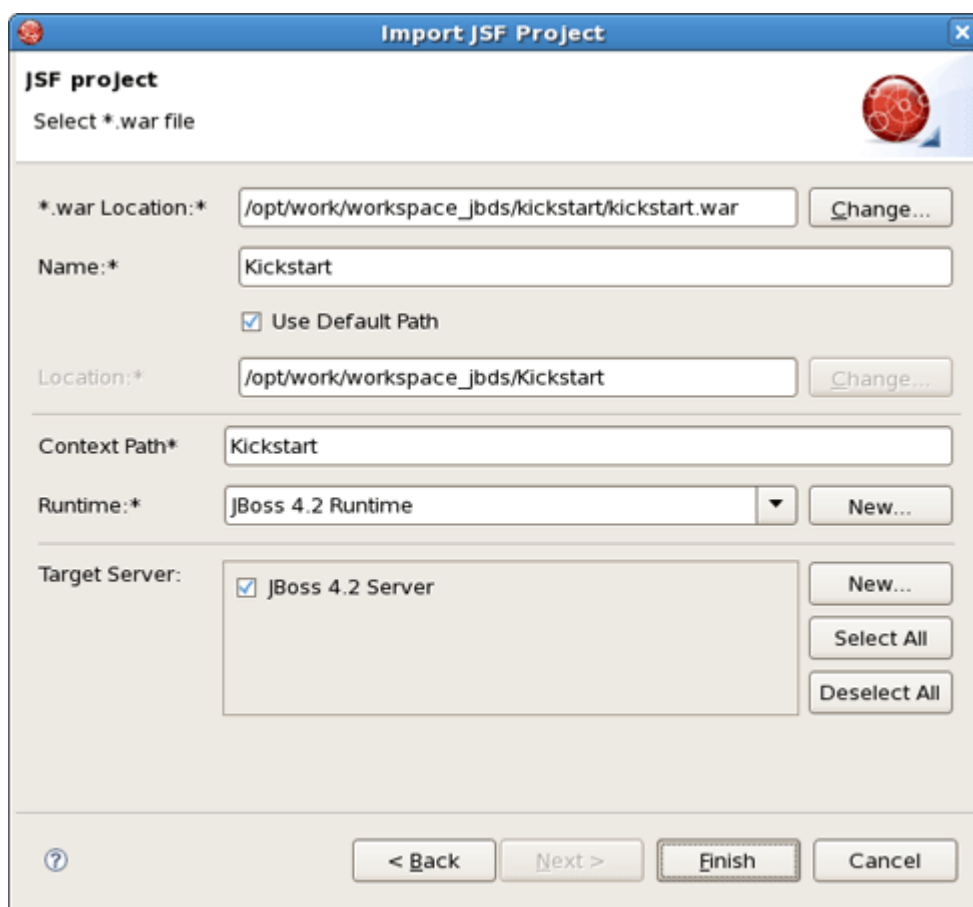 Import JSF Project
JSF project
Select *.war file
*.war Location:* /opt/work/workspace_jbds/kickstart/kickstart.war Change...
Name:* Kickstart
Use Default Path
Location:* /opt/work/workspace_jbds/Kickstart Change...
Context Path* Kickstart
Runtime:* JBoss 4.2 Runtime New...
Target Server: JBoss 4.2 Server New...
Select All
Deselect All
? < Back Next > Finish Cancel